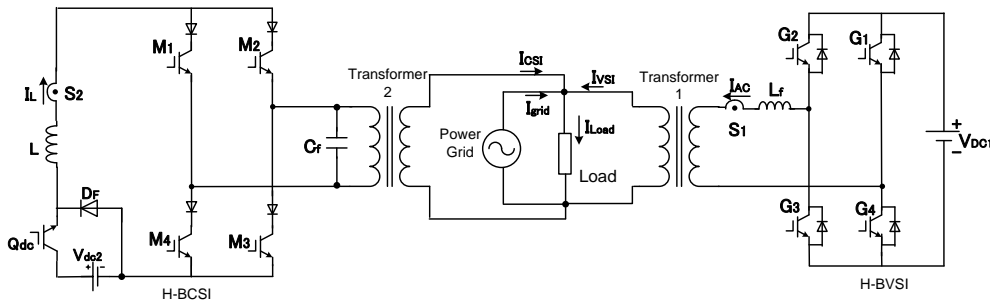 M1
M2
IL
S2
L
DF
Qdc
Vdc2
+ -
M4
M3
H-BCSI
Cf
Transformer
2
ICSI
IVSI
Igrid
ILoad
Power
Grid
Load
Transformer
1
IAC
S1
Lf
G2
G1
G3
G4
+
VDC1
-
H-BVSI